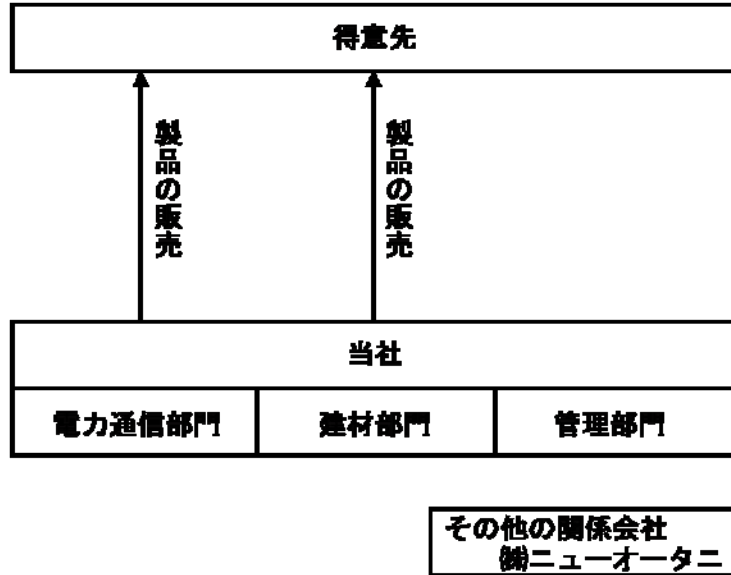 得意先
製品の販売
製品の販売
当社
電力通信部門
建材部門
管理部門
その他の関係会社
㈱ニューオータニ